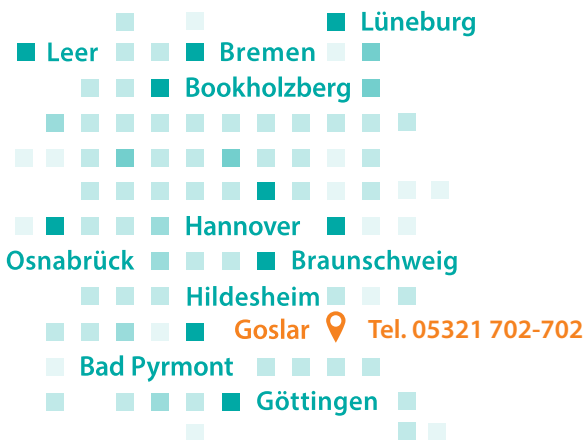 Lüneburg
Leer Bremen
Bookholzberg
Hannover
Osnabrück Braunschweig
Hildesheim
Goslar Tel. 05321 702-702
Bad Pyrmont
Göttingen